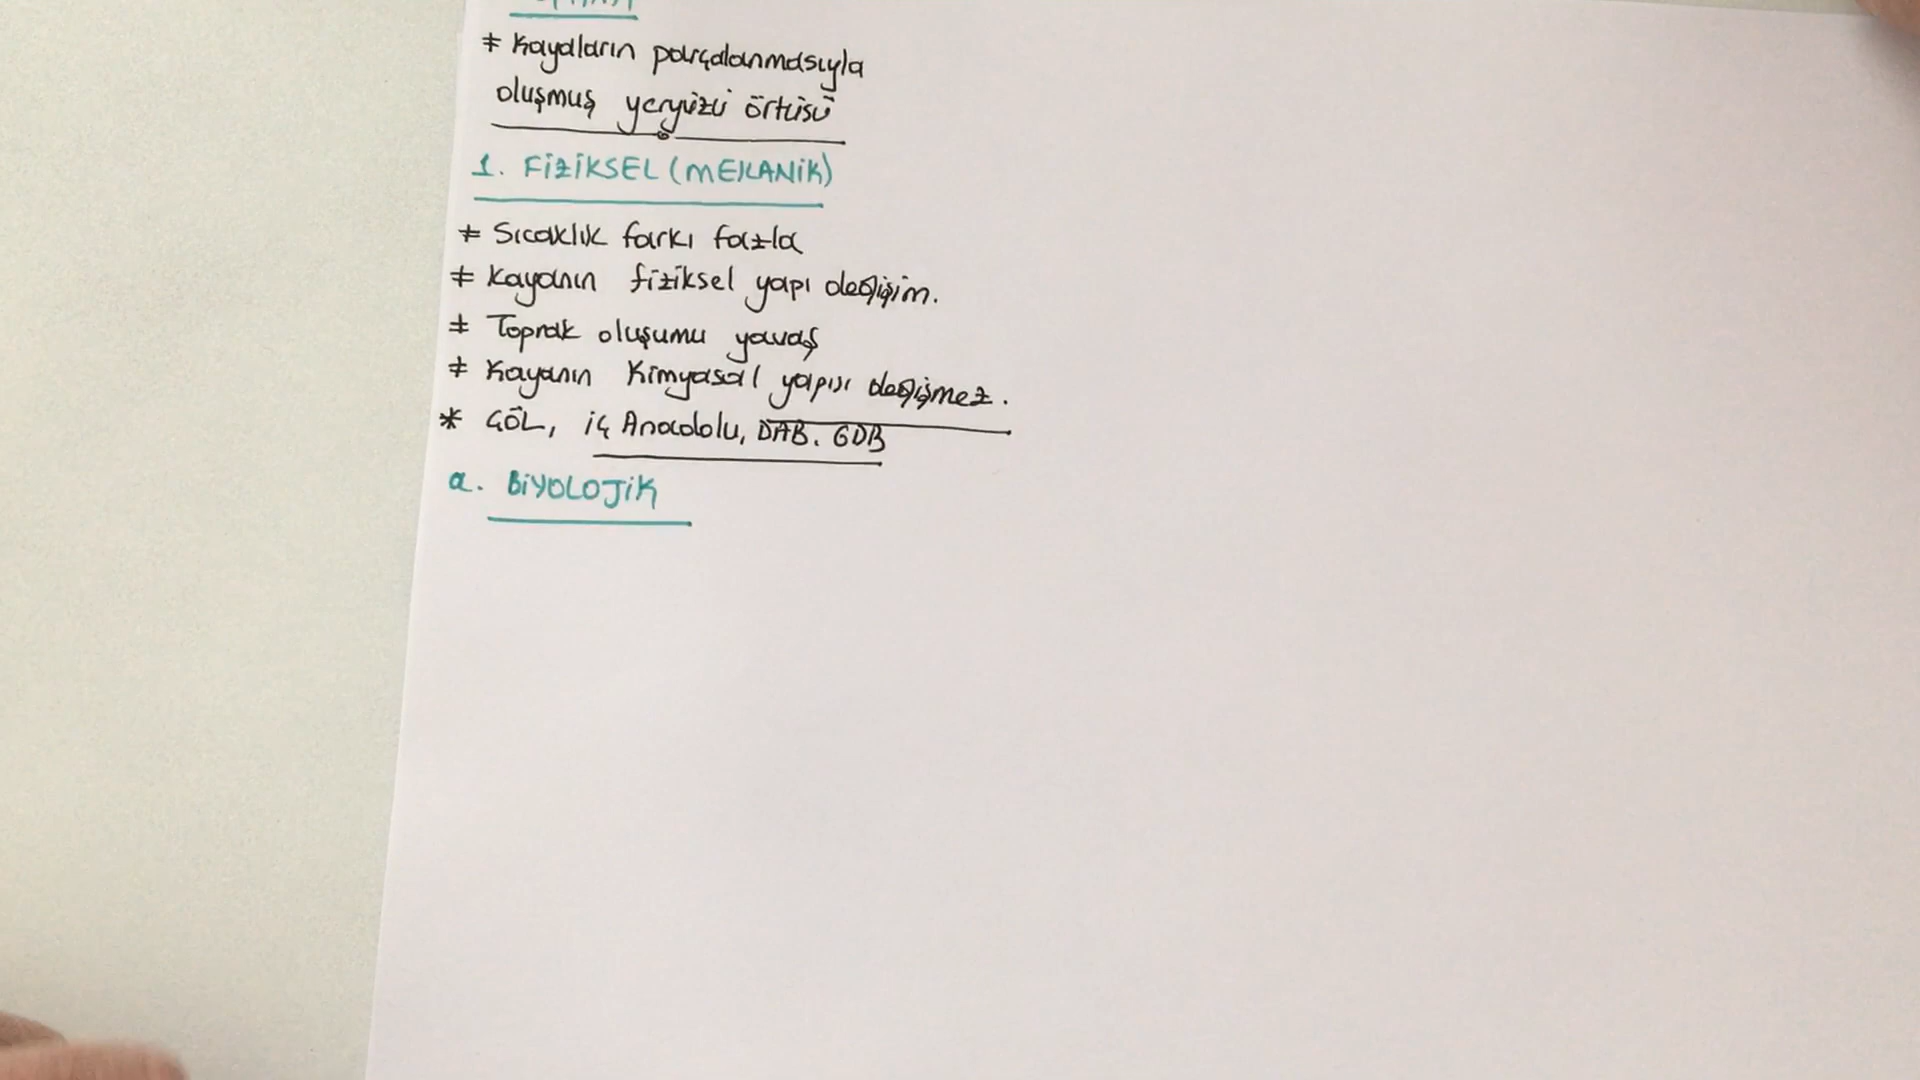 * Kayaların parçalanmasıyla
oluşmuş yeryüzü örtüsü
1. FİZİKSEL (MEKANİK)
* Sıcaklık farkı fazla
* Kayanın fiziksel yapı değişim.
* Toprak oluşumu yavaş
* Kayanın Kimyasal yapısı değişmez.
* ÇÖL, iç Anadolu, DAB. GDB
a. BİYOLOJİK